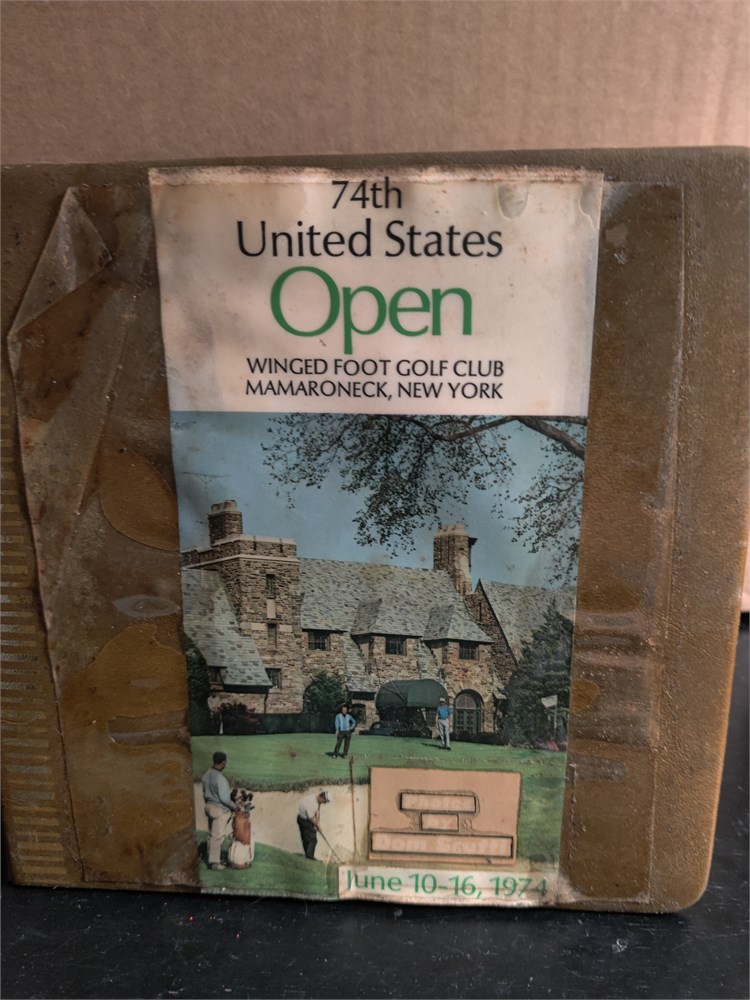 74th
United States
Open
WINGED FOOT GOLF CLUB
MAMARONECK, NEW YORK
June 10-16, 1974